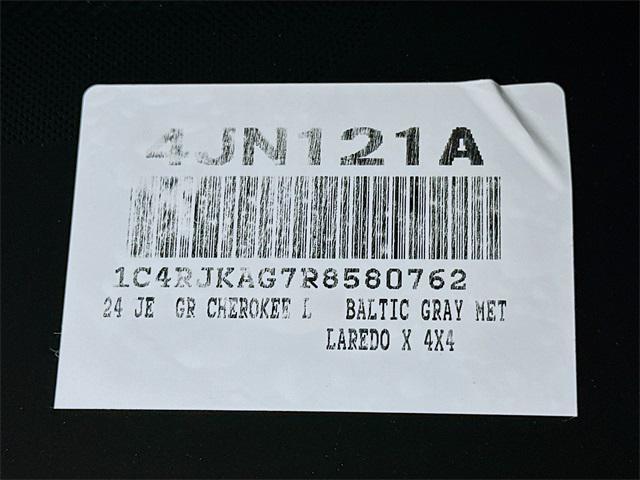 4JN121A
1C4RJKAG7R8580762
24 JE GR CHEROKEE L BALTIC GRAY MET
LAREDO X 4X4